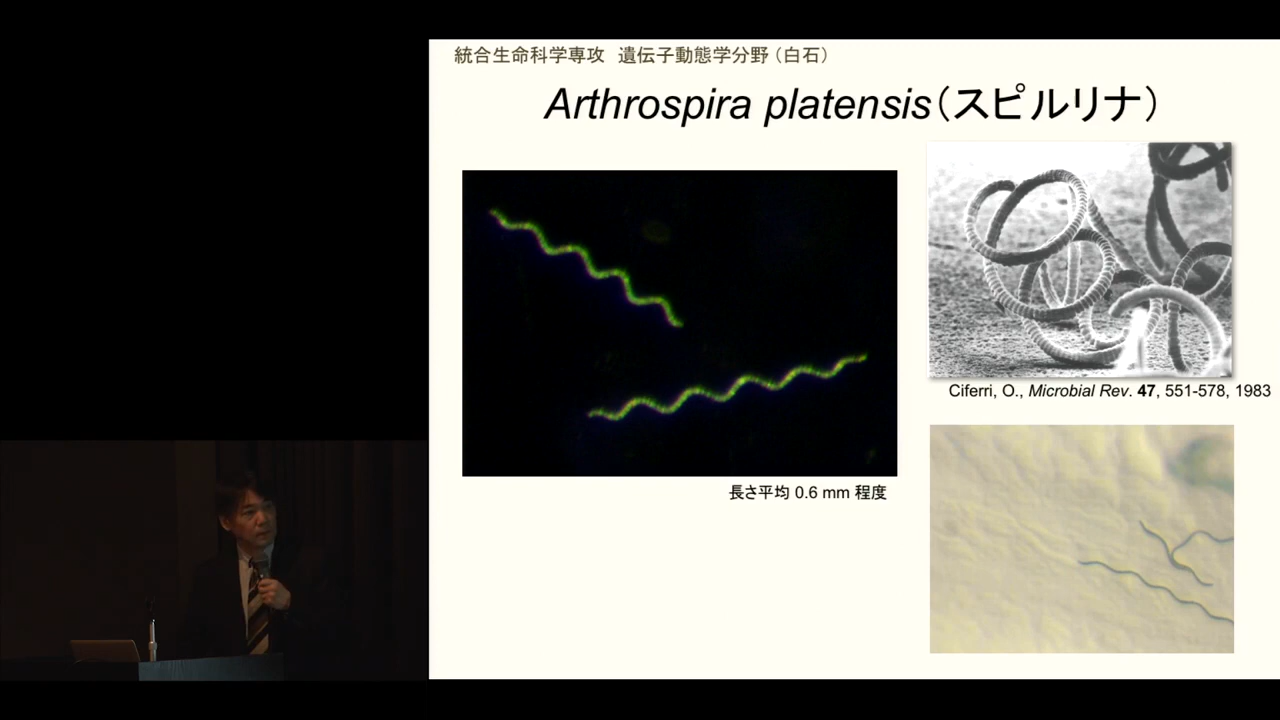 統合生命科学専攻 遺伝子動態学分野（白石）
Arthrospira platensis（スピルリナ）
Ciferri, O., Microbial Rev. 47, 551-578, 1983
長さ平均 0.6 mm 程度